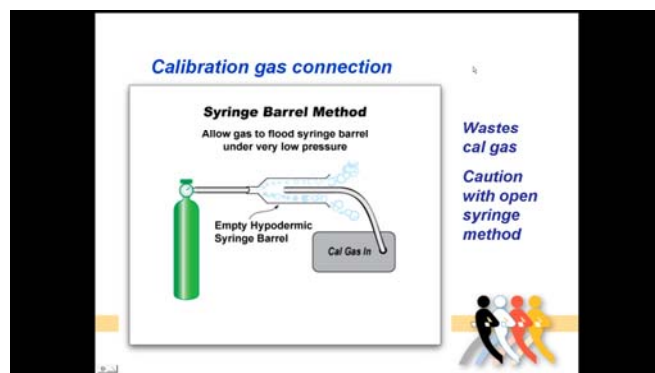 Calibration gas connection
Syringe Barrel Method
Allow gas to flood syringe barrel
under very low pressure
Empty Hypodermic
Syringe Barrel
Cal Gas In
Wastes
cal gas
Caution
with open
syringe
method